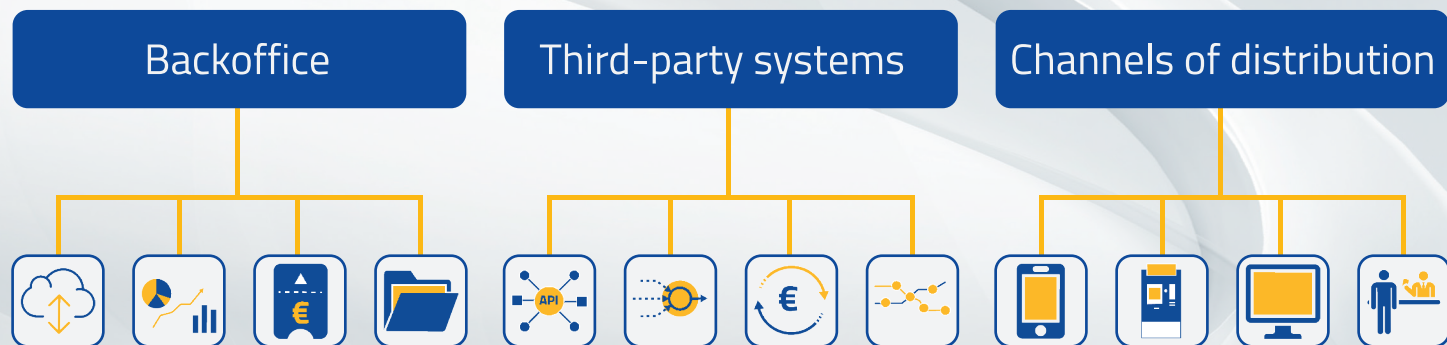 Backoffice
Third-party systems
Channels of distribution
€
API
€